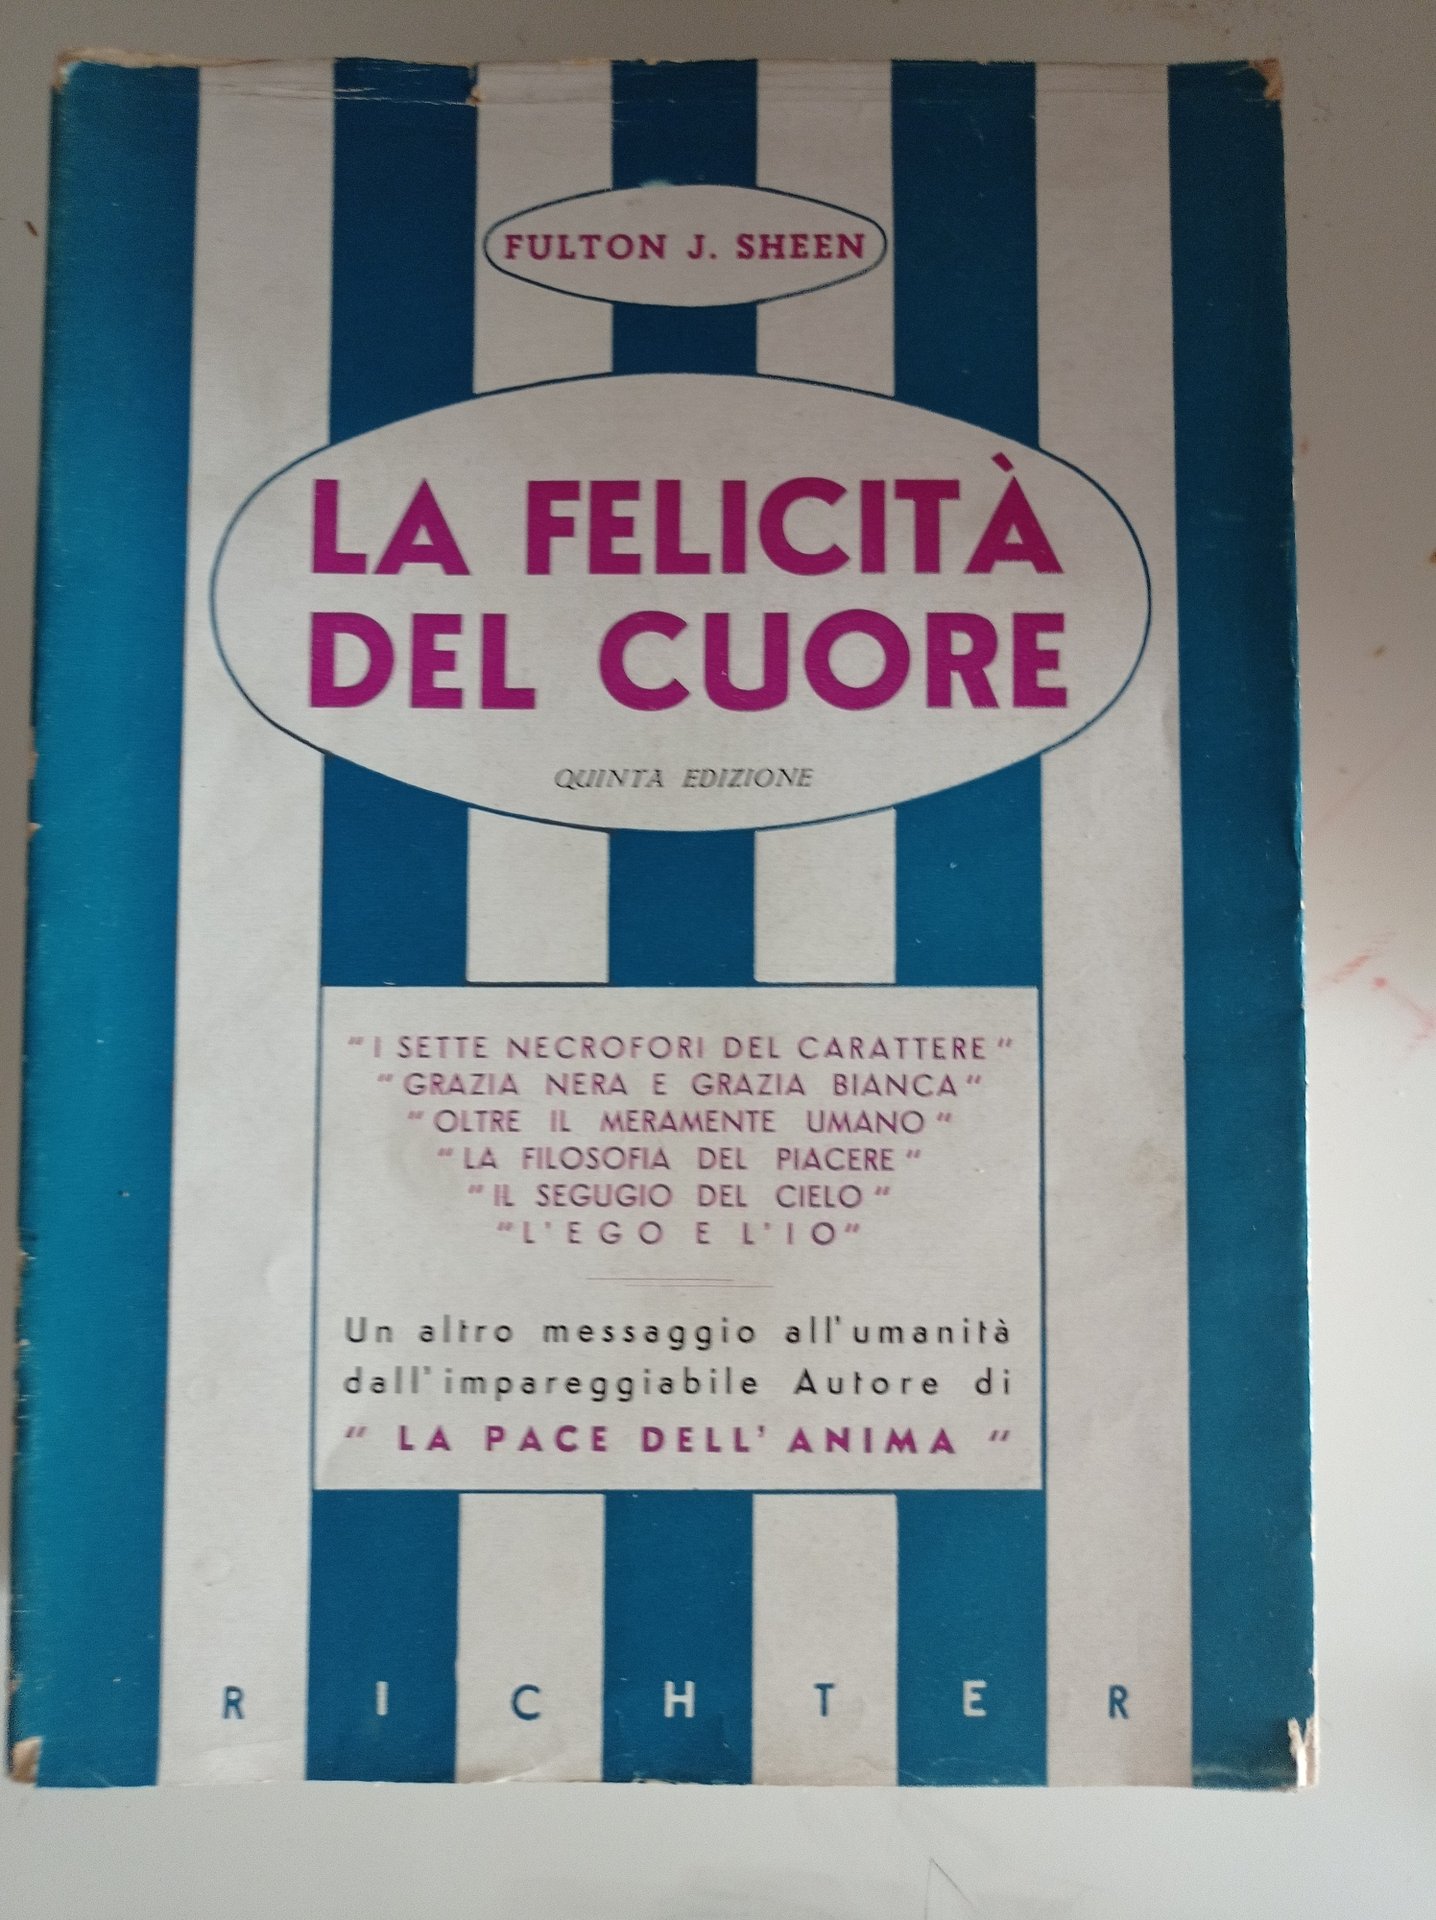 FULTON J. SHEEN
LA FELICITÀ
DEL CUORE
QUINTA EDIZIONE
"I SETTE NECROFORI DEL CARATTERE"
"GRAZIA NERA E GRAZIA BIANCA"
"OLTRE IL MERAMENTE UMANO"
"LA FILOSOFIA DEL PIACERE"
"IL SEGUGIO DEL CIELO"
"L'EGO E L'IO"
Un altro messaggio all'umanità
dall'impareggiabile Autore di
"LA PACE DELL'ANIMA"
RICHTER